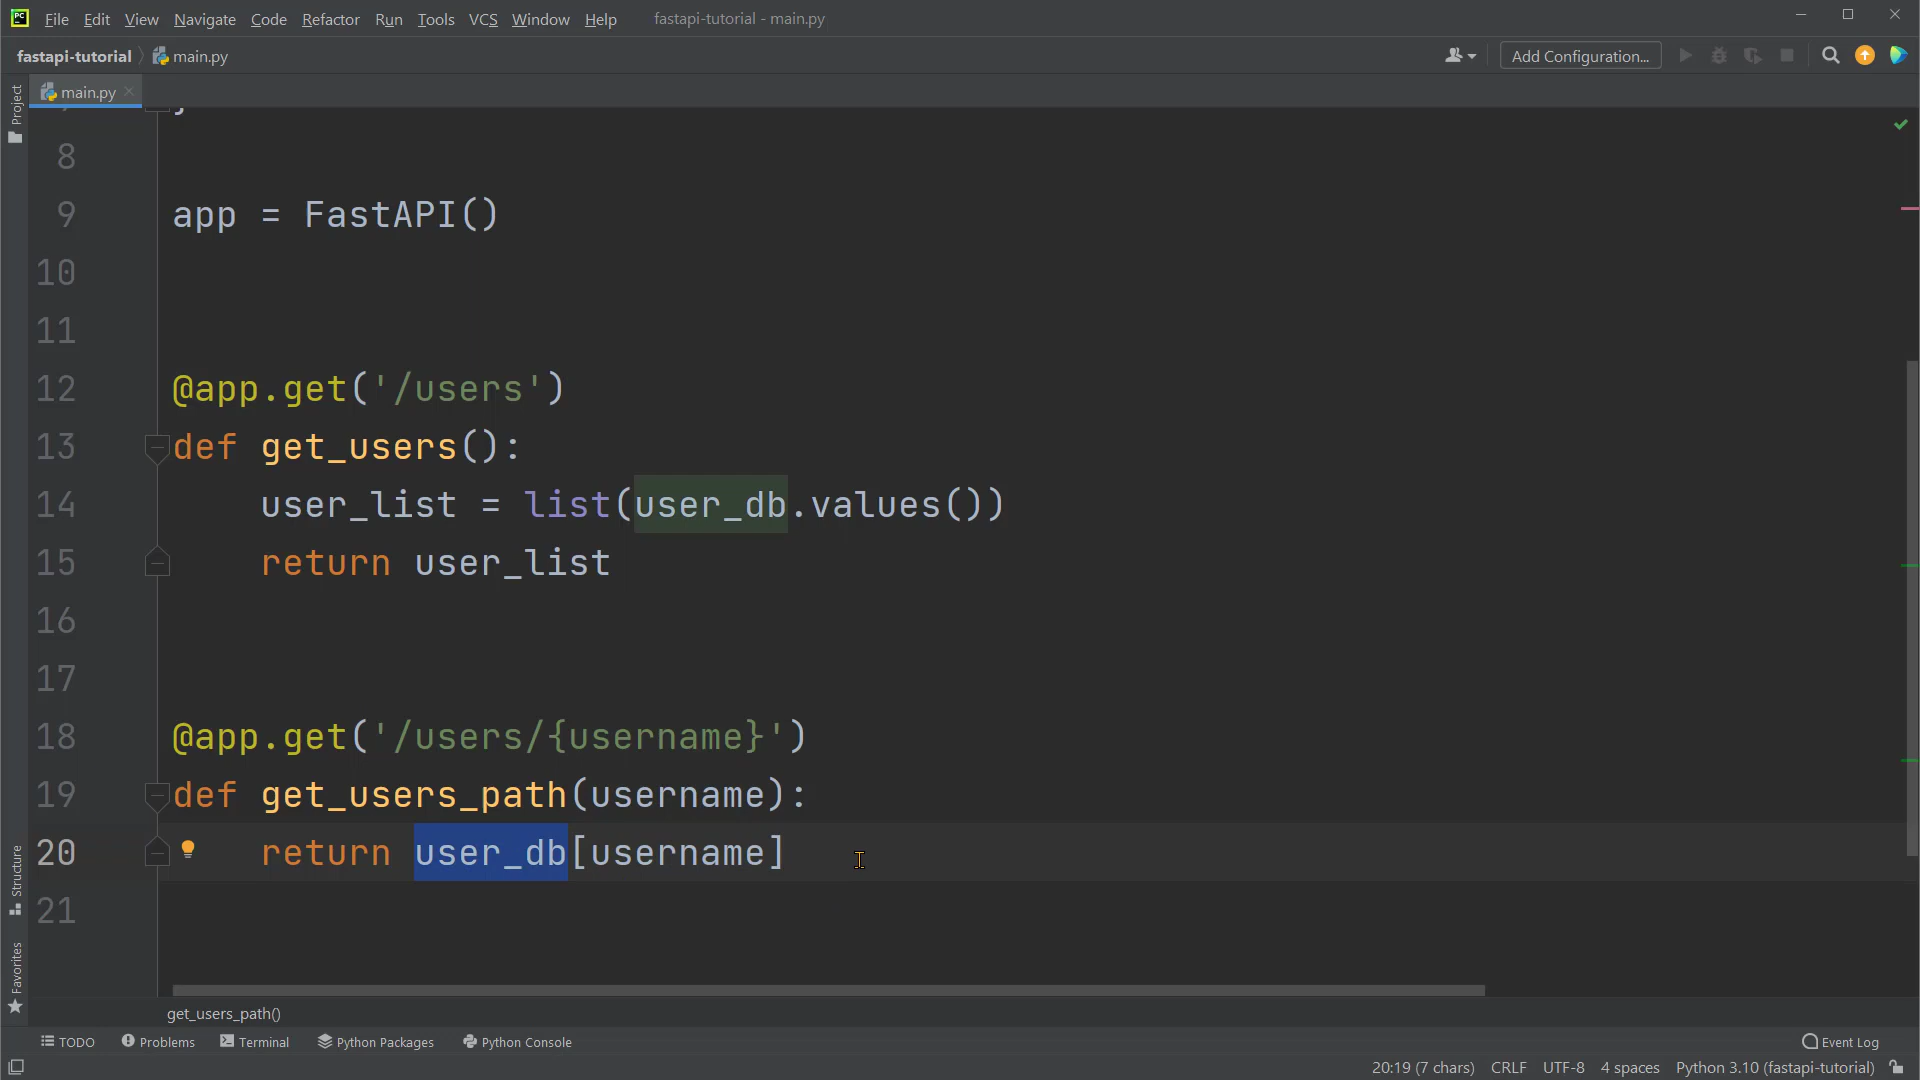 File Edit View Navigate Code Refactor Run Tools VCS Window Help fastapi-tutorial - main.py
fastapi-tutorial main.py Add Configuration...
Project
main.py
}
8
9 app = FastAPI()
10
11
12 @app.get('/users')
13 def get_users():
14 user_list = list(user_db.values())
15 return user_list
16
17
18 @app.get('/users/{username}')
19 def get_users_path(username):
20 return user_db[username]
21
Structure
Favorites
get_users_path()
TODO Problems Terminal Python Packages Python Console Event Log
20:19 (7 chars) CRLF UTF-8 4 spaces Python 3.10 (fastapi-tutorial)